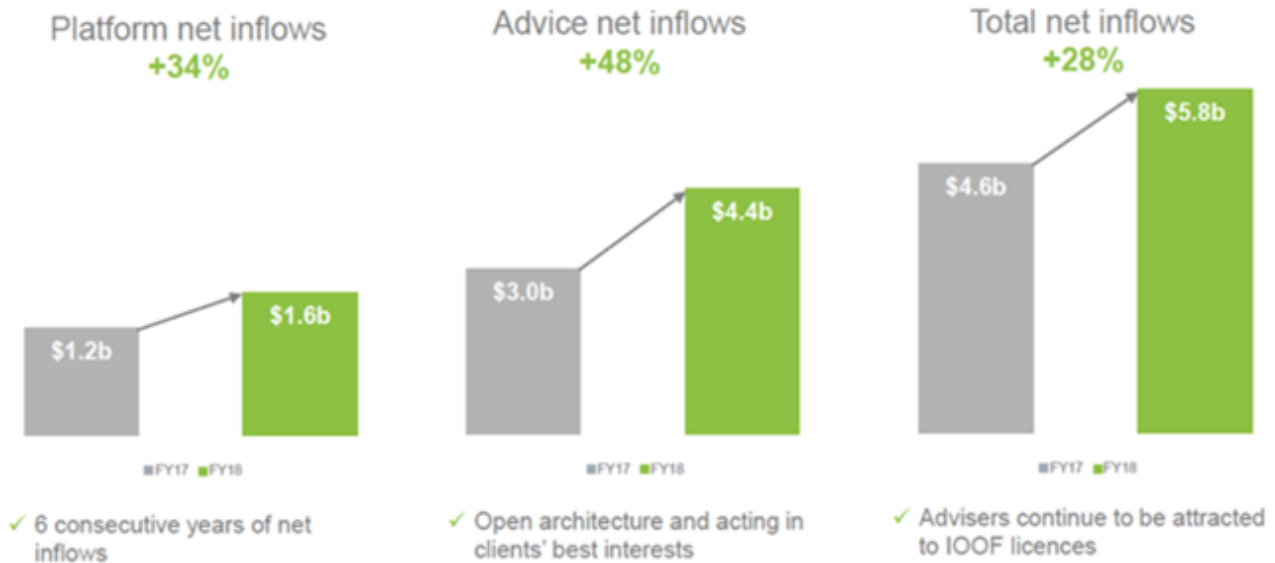 Platform net inflows
+34%
$1.2b
$1.6b
FY17 FY18
✓ 6 consecutive years of net
inflows
Advice net inflows
+48%
$3.0b
$4.4b
FY17 FY18
✓ Open architecture and acting in
clients' best interests
Total net inflows
+28%
$4.6b
$5.8b
FY17 FY18
✓ Advisers continue to be attracted
to IOOF licences